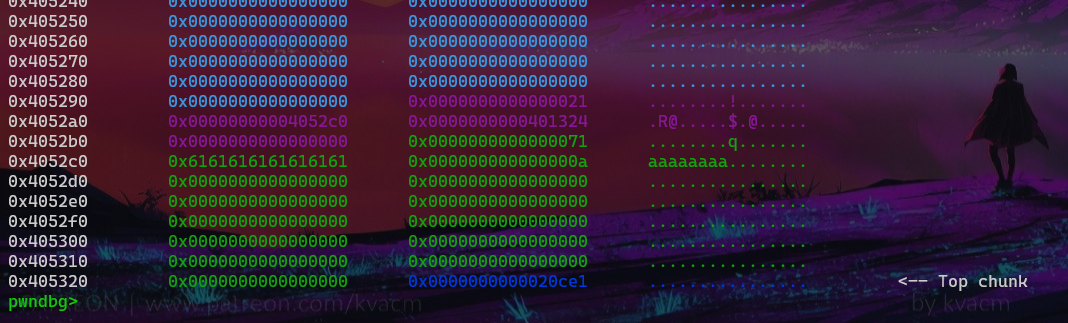 0x405240 0x0000000000000000 0x0000000000000000 ................
0x405250 0x0000000000000000 0x0000000000000000 ................
0x405260 0x0000000000000000 0x0000000000000000 ................
0x405270 0x0000000000000000 0x0000000000000000 ................
0x405280 0x0000000000000000 0x0000000000000000 ................
0x405290 0x0000000000000000 0x0000000000000021 ........!.......
0x4052a0 0x00000000004052c0 0x0000000000401324 .R@.....$.@.....
0x4052b0 0x0000000000000000 0x0000000000000071 ........q.......
0x4052c0 0x6161616161616161 0x000000000000000a aaaaaaaa........
0x4052d0 0x0000000000000000 0x0000000000000000 ................
0x4052e0 0x0000000000000000 0x0000000000000000 ................
0x4052f0 0x0000000000000000 0x0000000000000000 ................
0x405300 0x0000000000000000 0x0000000000000000 ................
0x405310 0x0000000000000000 0x0000000000000000 ................
0x405320 0x0000000000000000 0x0000000000020ce1 ................ <-- Top chunk
pwndbg> ON | www.patreon.com/kvacm by kvacm